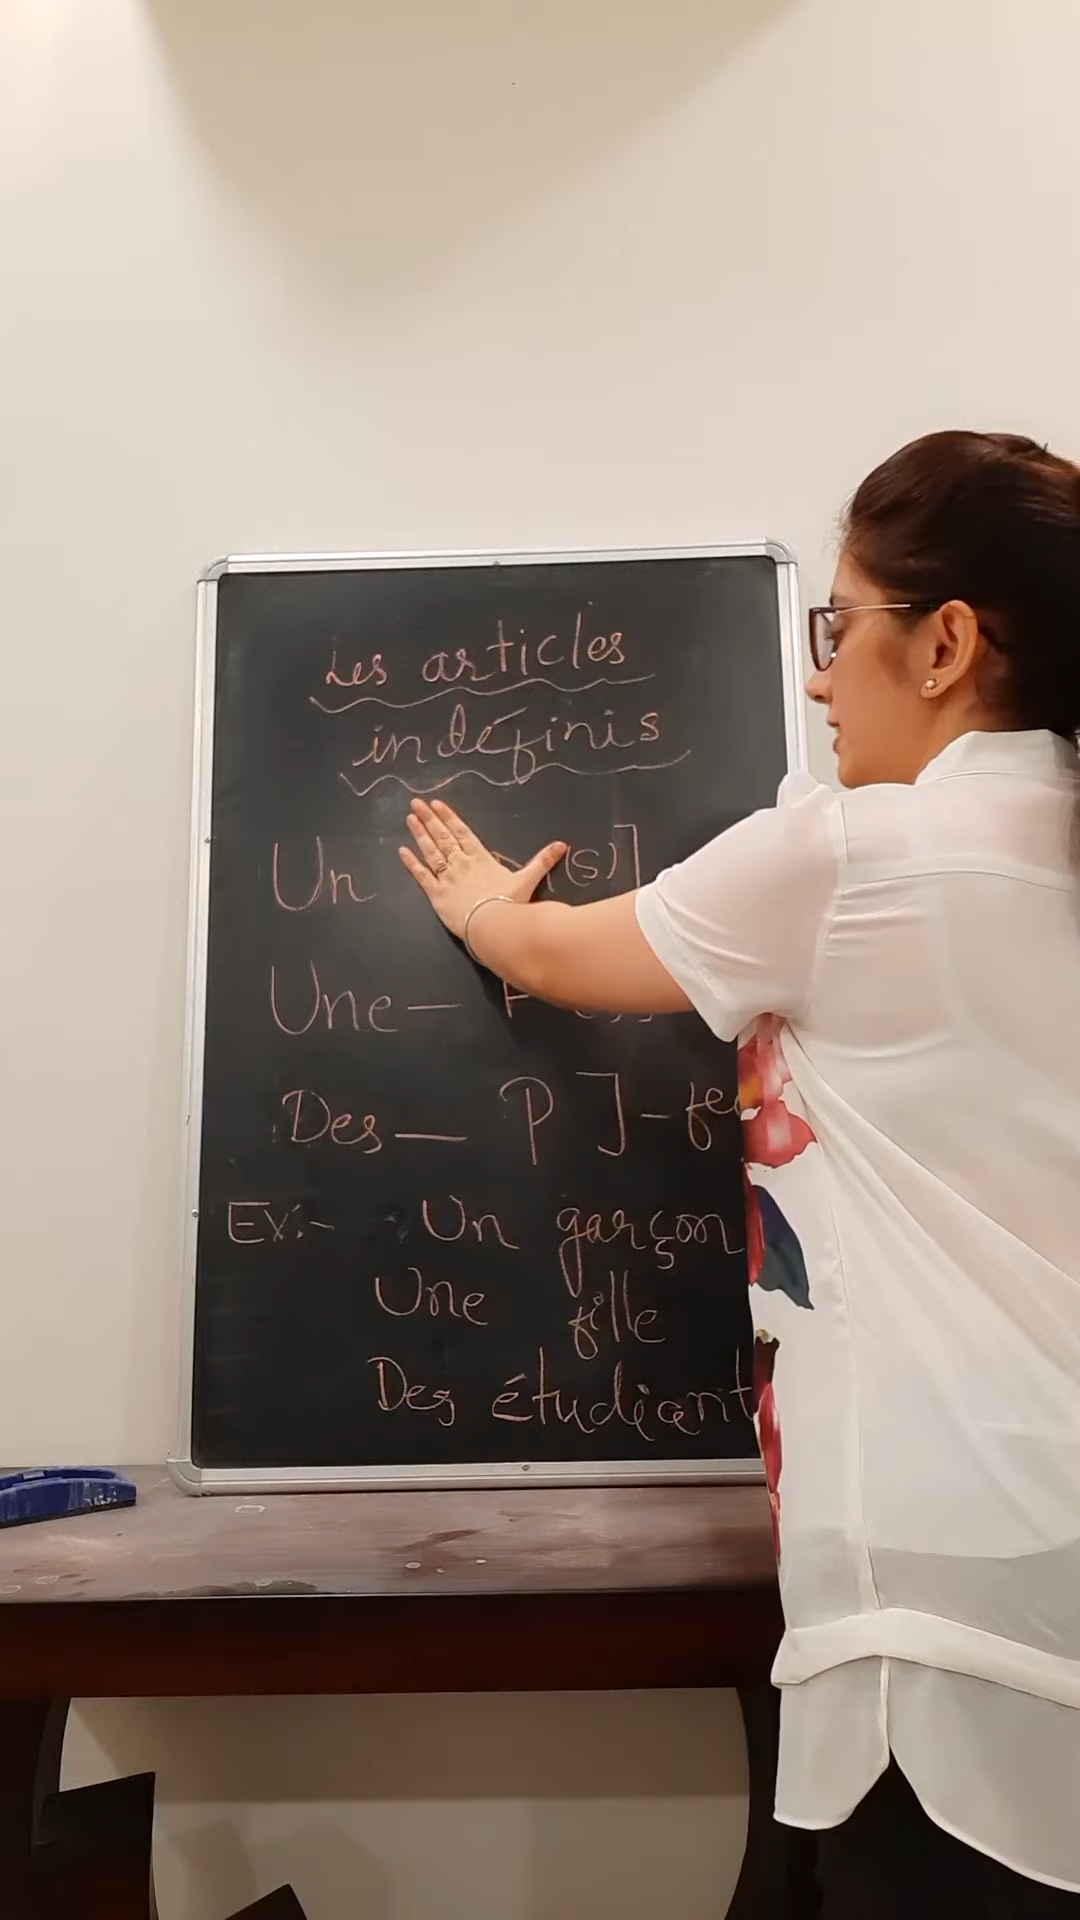 Les articles
indéfinis
Un (s)]
Une —
Des — P ] -
Ex:- Un garçon
Une fille
Des étudiant